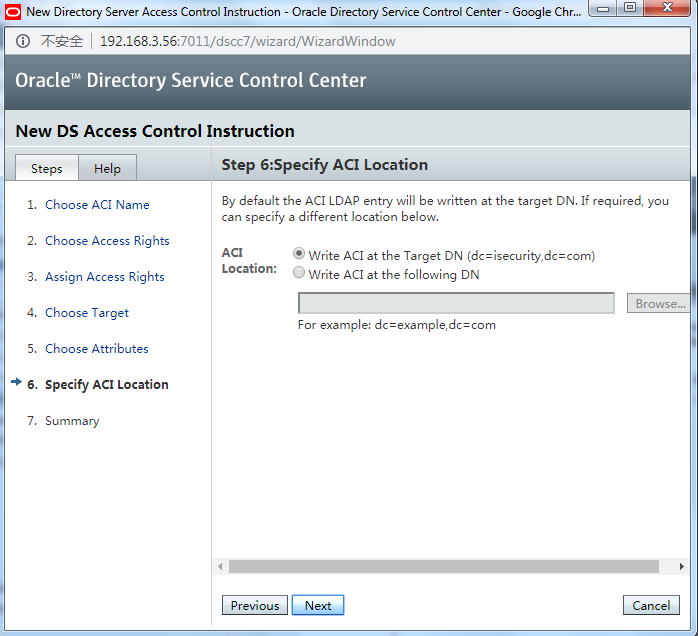 New Directory Server Access Control Instruction - Oracle Directory Service Control Center - Google Chr...
不安全 192.168.3.56:7011/dscc7/wizard/WizardWindow
Oracle™ Directory Service Control Center
New DS Access Control Instruction
Steps Help
1. Choose ACI Name
2. Choose Access Rights
3. Assign Access Rights
4. Choose Target
5. Choose Attributes
6. Specify ACI Location
7. Summary
Step 6:Specify ACI Location
By default the ACI LDAP entry will be written at the target DN. If required, you
can specify a different location below.
ACI
Location:
Write ACI at the Target DN (dc=isecurity,dc=com)
Write ACI at the following DN
Browse...
For example: dc=example,dc=com
Previous Next Cancel